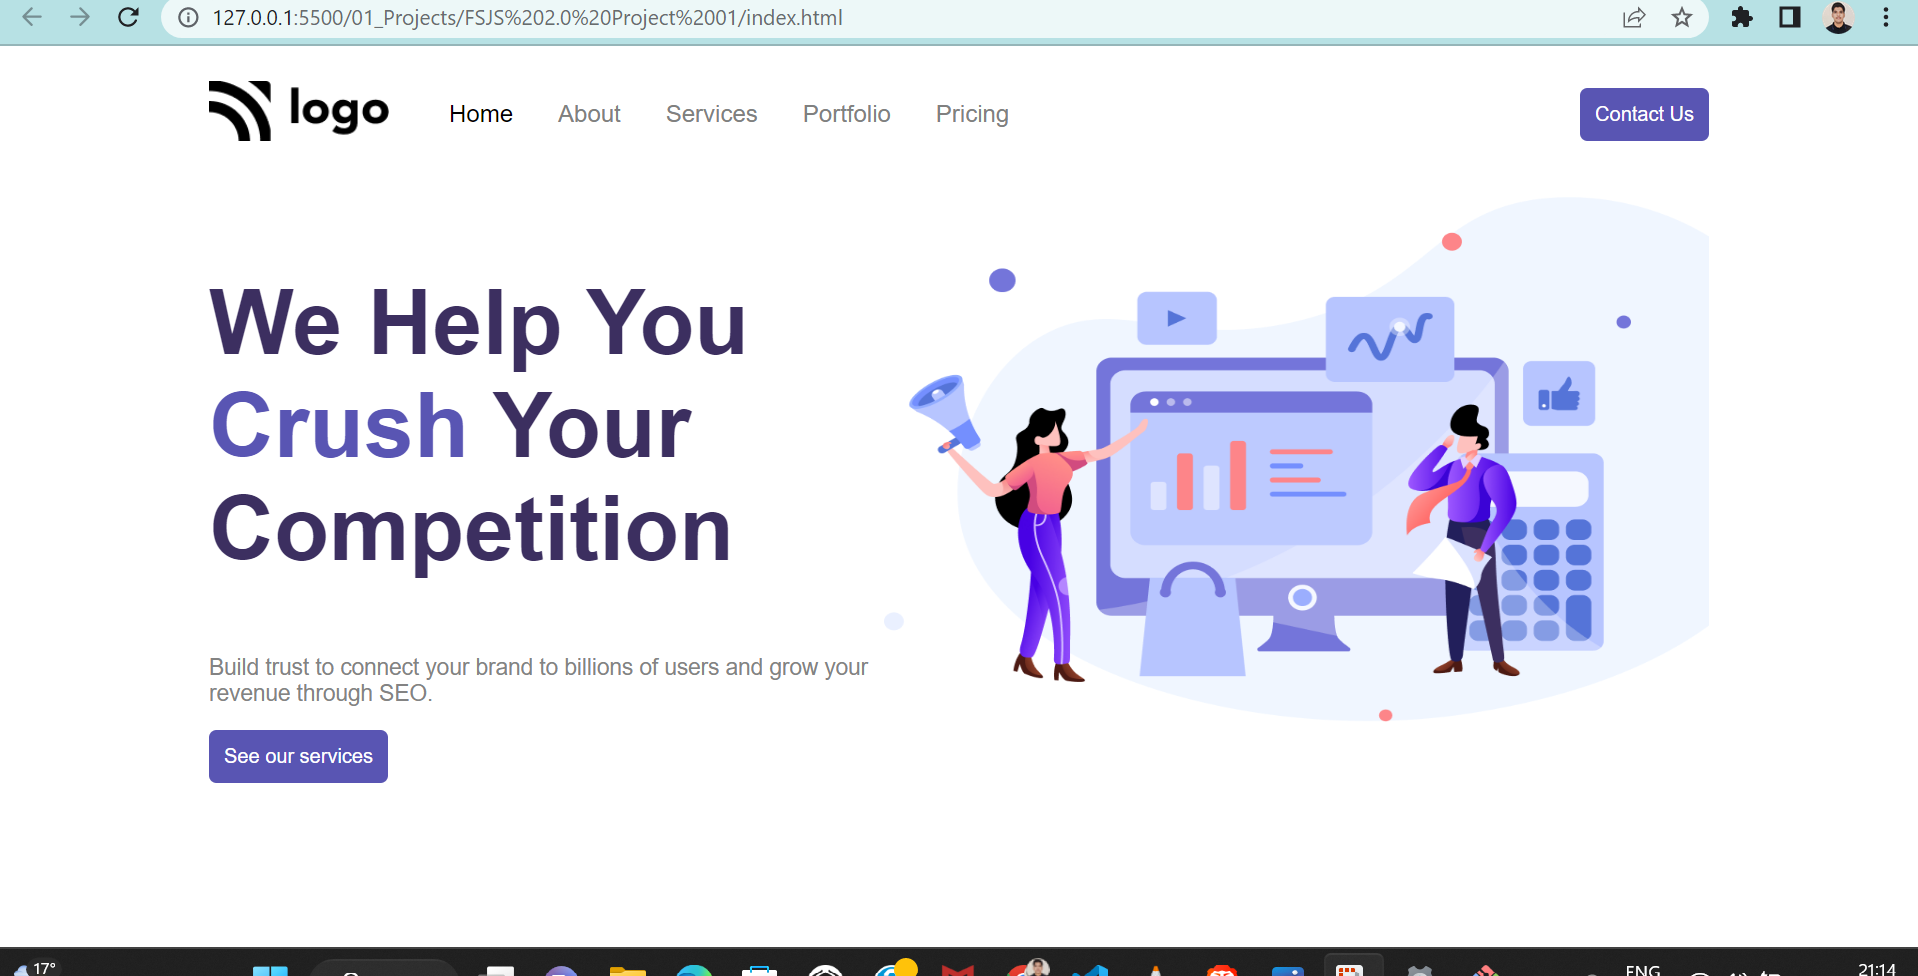 127.0.0.1:5500/01_Projects/FSJS%202.0%20Project%2001/index.html
logo Home About Services Portfolio Pricing Contact Us
We Help You
Crush Your
Competition
Build trust to connect your brand to billions of users and grow your
revenue through SEO.
See our services
17°
ENG
21:14